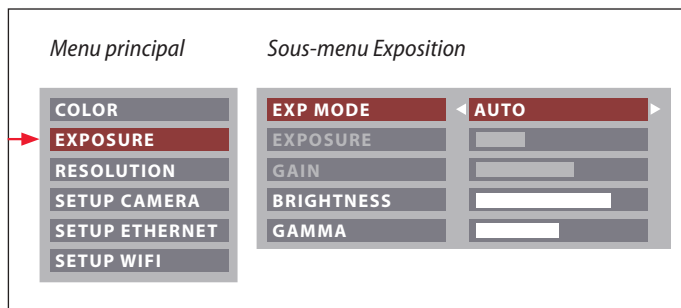 Menu principal
Sous-menu Exposition
COLOR
EXPOSURE
RESOLUTION
SETUP CAMERA
SETUP ETHERNET
SETUP WIFI
EXP MODE AUTO
EXPOSURE
GAIN
BRIGHTNESS
GAMMA